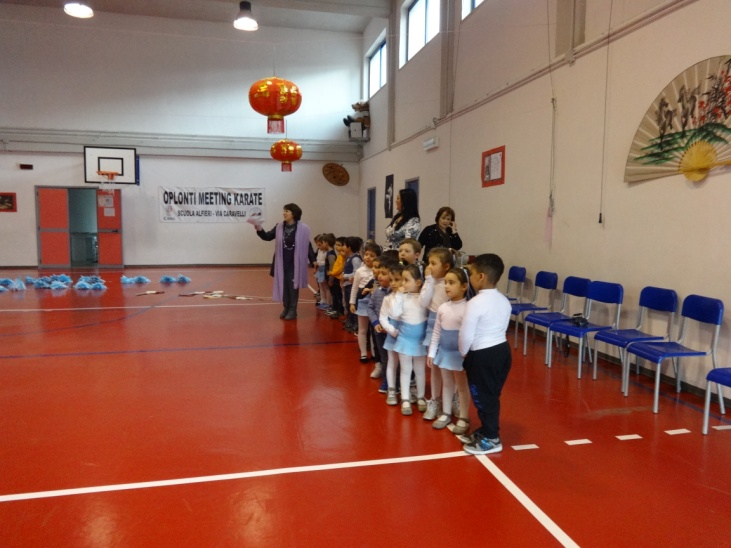 OPLONTI MEETING KARATE
SCUOLA ALFIERI - VIA CARAVELLI